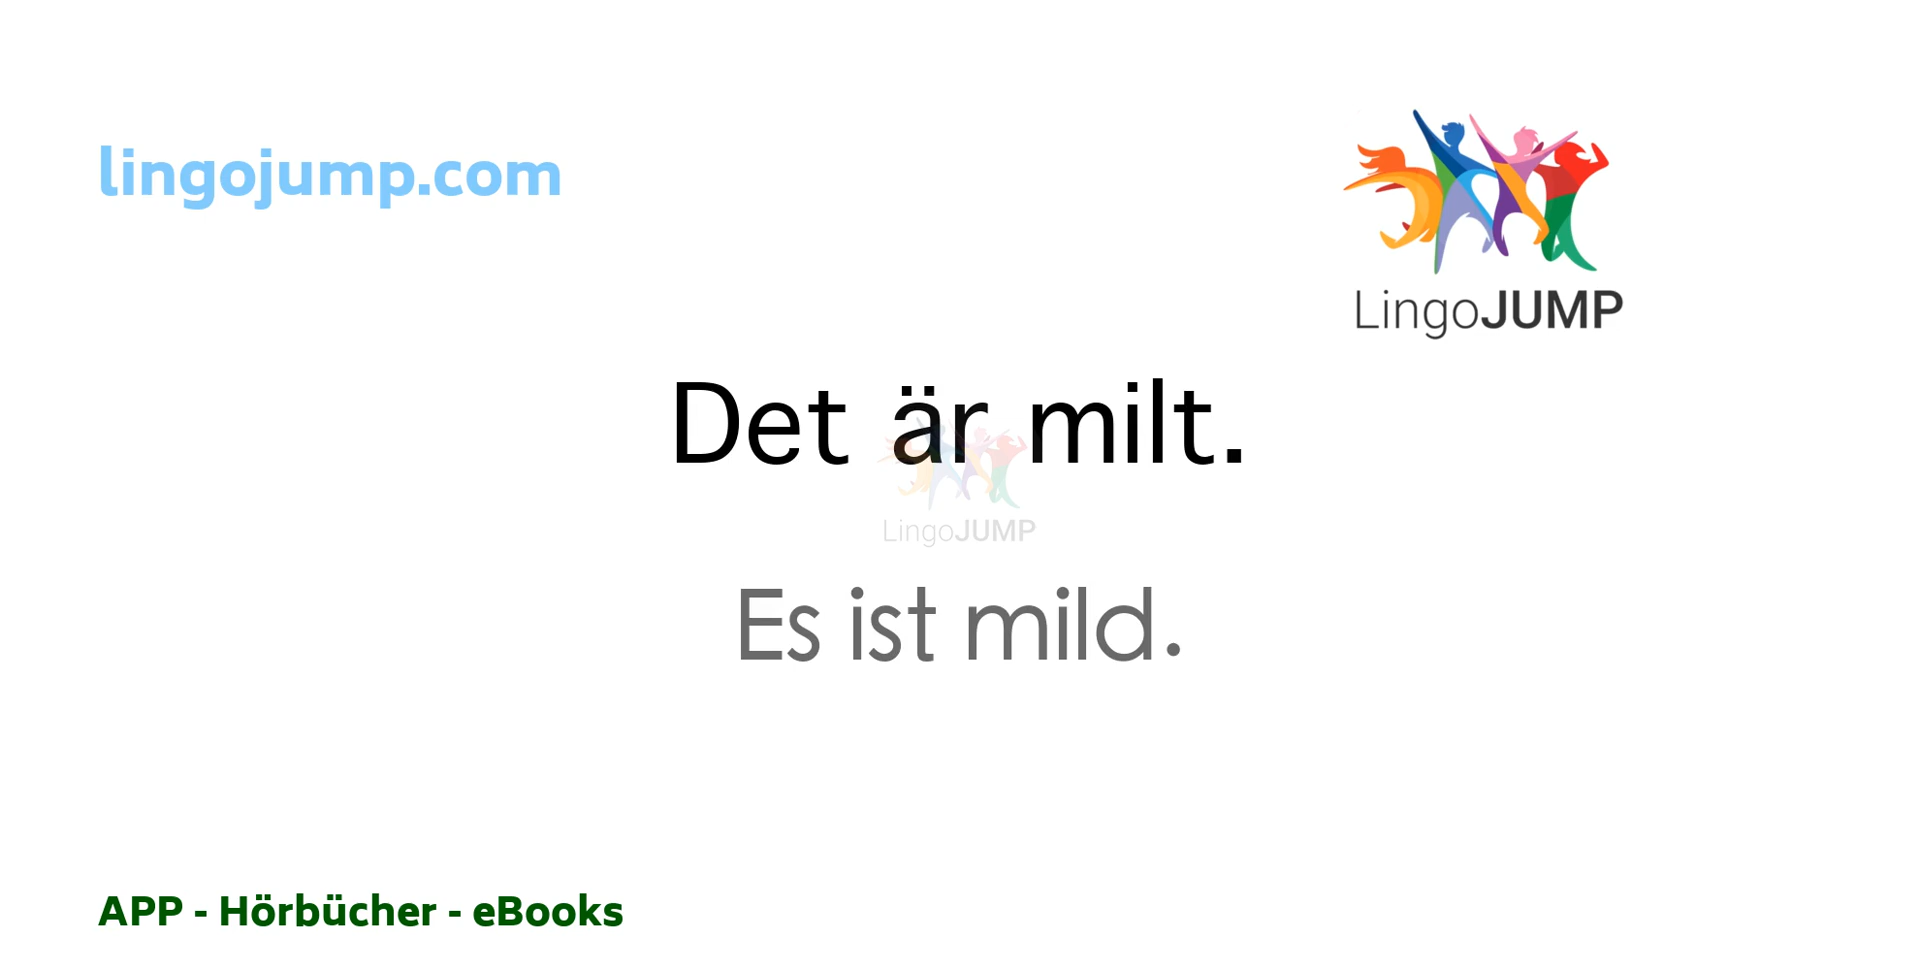 lingojump.com
LingoJUMP
Det är milt.
LingoJUMP
Es ist mild.
APP - Hörbücher - eBooks